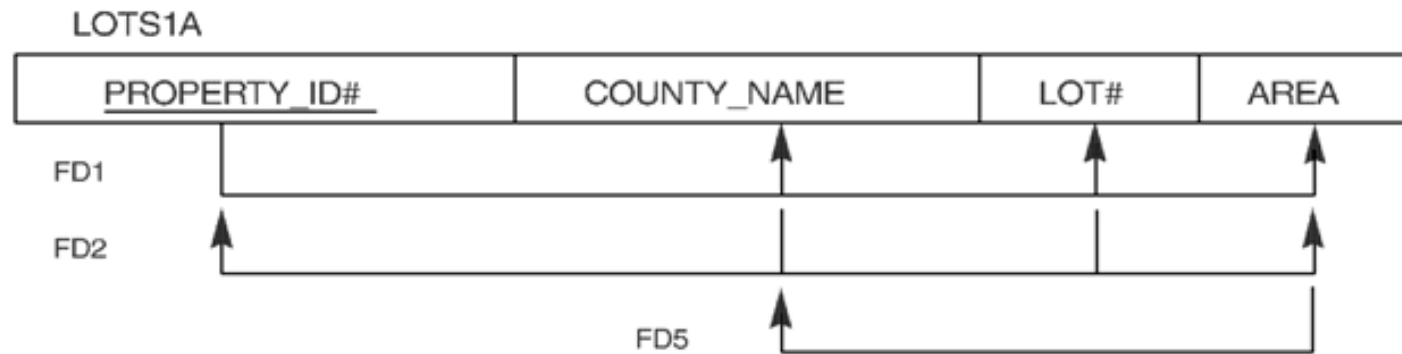 LOTS1A
PROPERTY_ID# COUNTY_NAME LOT# AREA
FD1
FD2
FD5